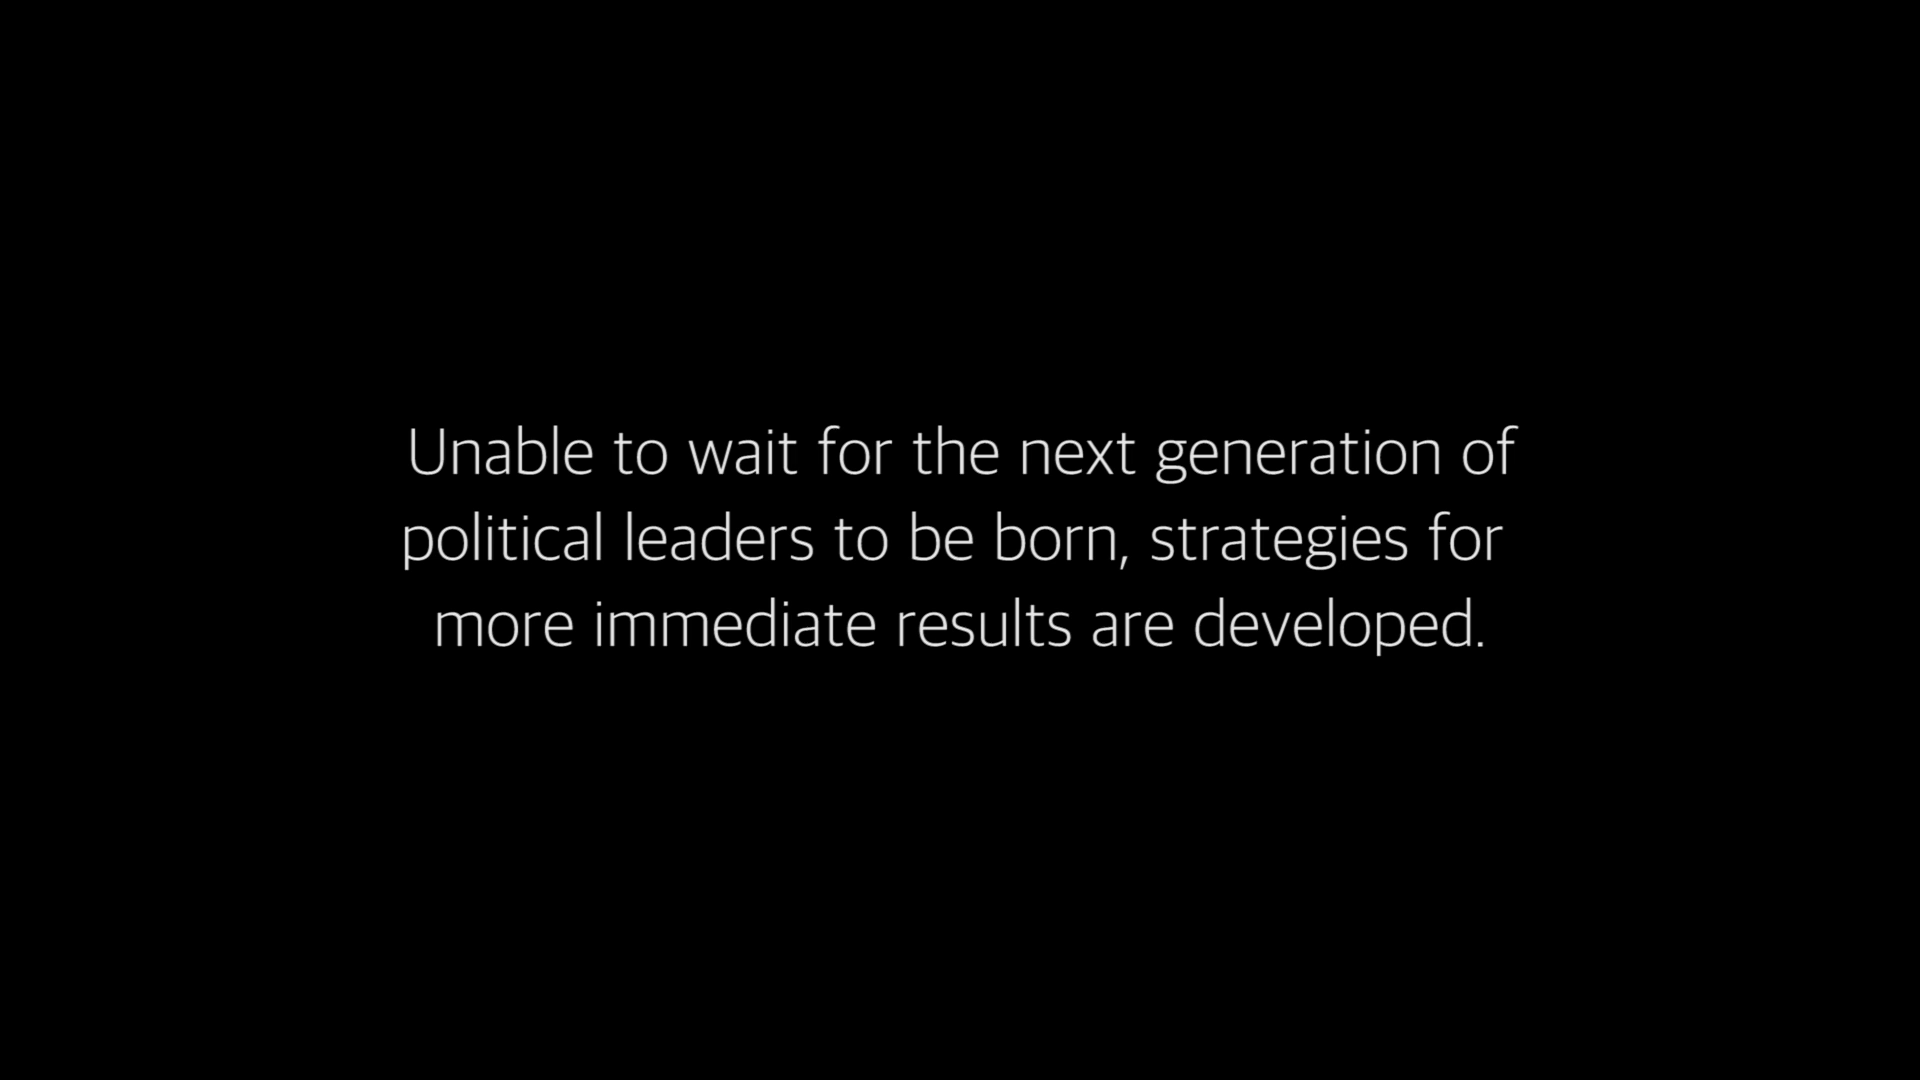 Unable to wait for the next generation of
political leaders to be born, strategies for
more immediate results are developed.